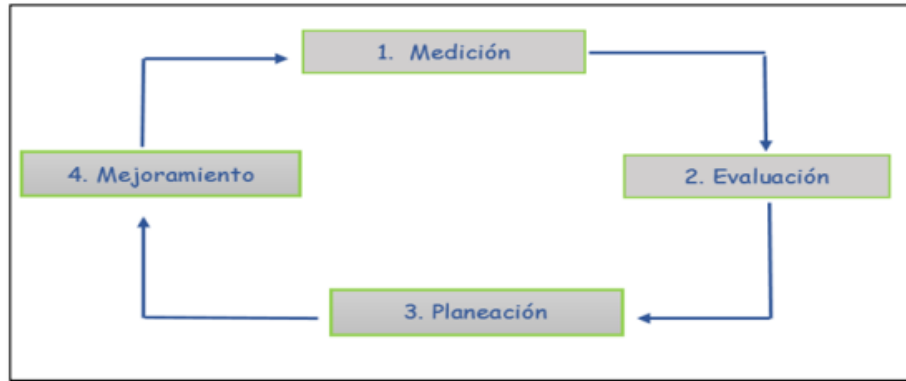 1. Medición
2. Evaluación
3. Planeación
4. Mejoramiento